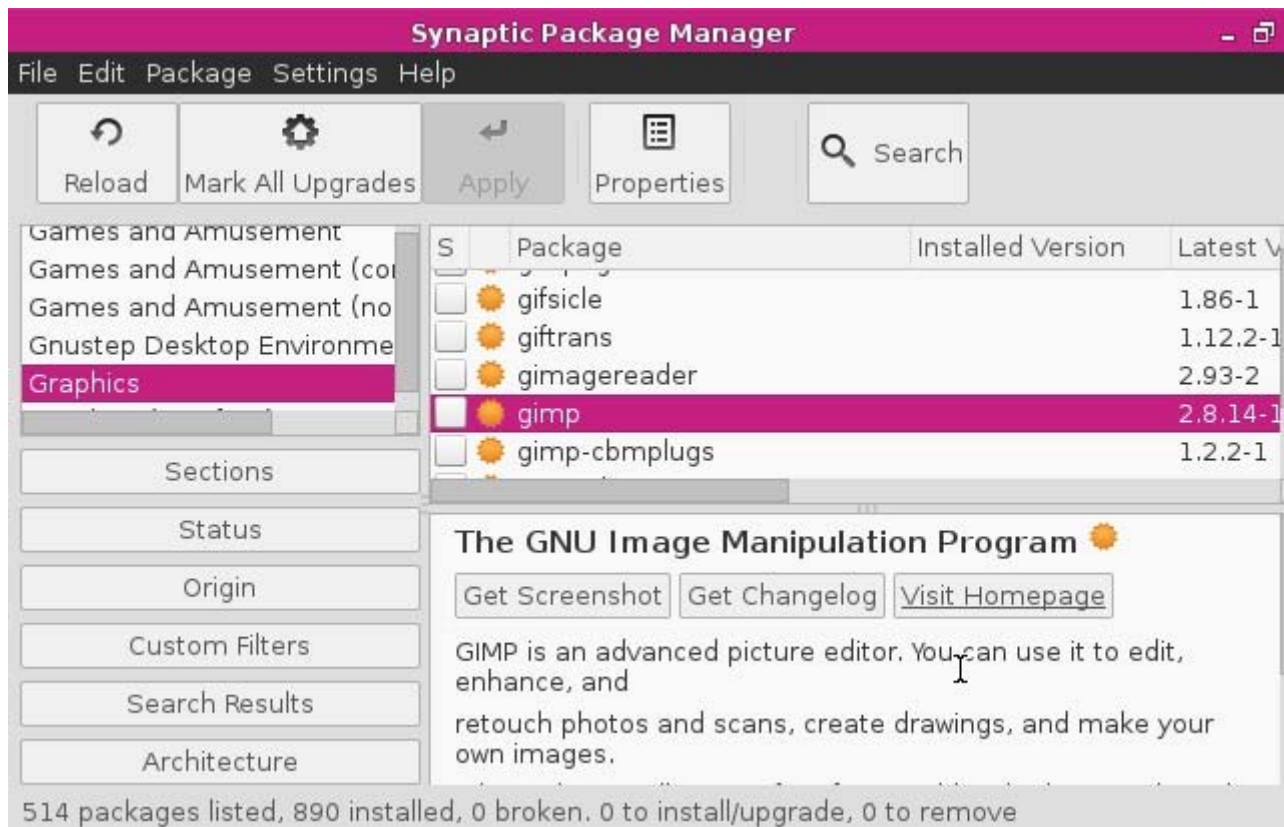 Synaptic Package Manager
File Edit Package Settings Help
Reload
Mark All Upgrades
Apply
Properties
Search
Games and Amusement
Games and Amusement (cor
Games and Amusement (no
Gnustep Desktop Environme
Graphics
Sections
Status
Origin
Custom Filters
Search Results
Architecture
S Package Installed Version Latest V
gifsicle 1.86-1
giftrans 1.12.2-1
gimagereader 2.93-2
gimp 2.8.14-1
gimp-cbmplugs 1.2.2-1
The GNU Image Manipulation Program
Get Screenshot Get Changelog Visit Homepage
GIMP is an advanced picture editor. You can use it to edit,
enhance, and
retouch photos and scans, create drawings, and make your
own images.
514 packages listed, 890 installed, 0 broken. 0 to install/upgrade, 0 to remove